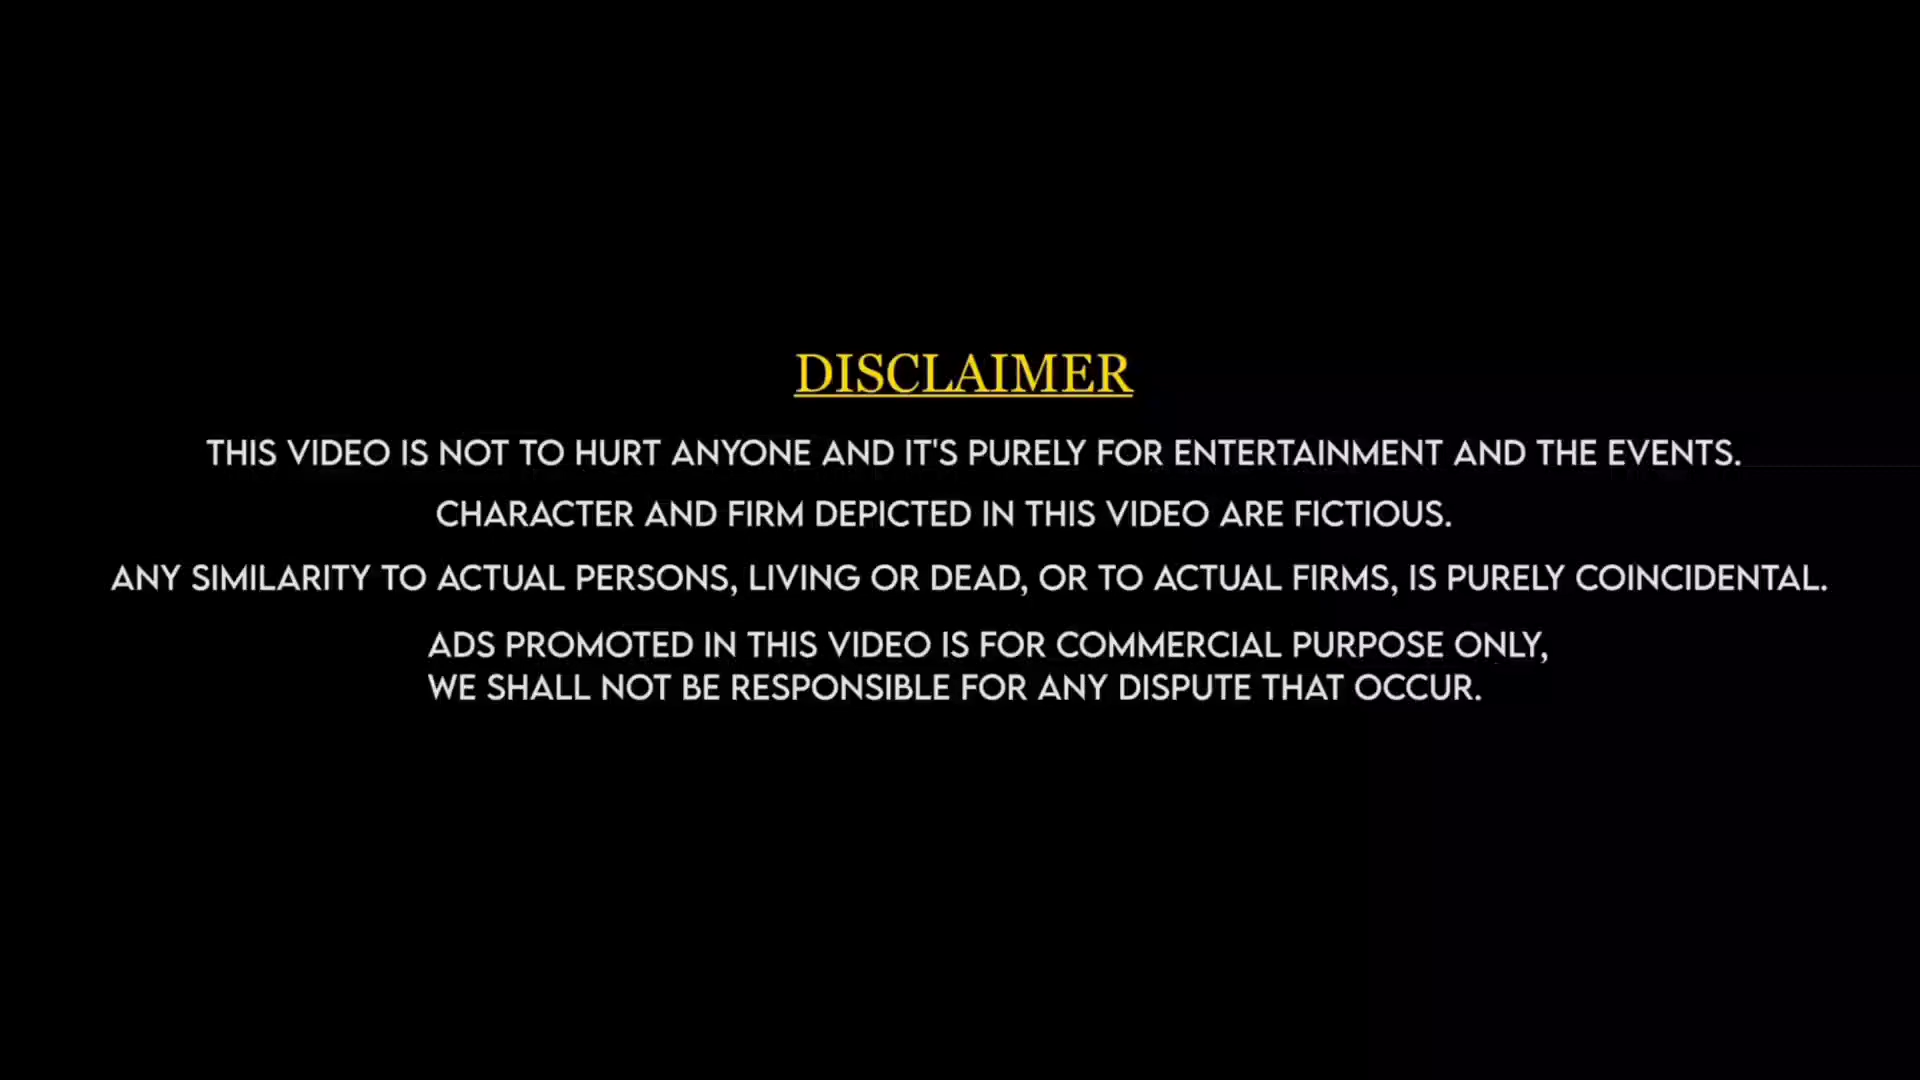 DISCLAIMER
THIS VIDEO IS NOT TO HURT ANYONE AND IT'S PURELY FOR ENTERTAINMENT AND THE EVENTS.
CHARACTER AND FIRM DEPICTED IN THIS VIDEO ARE FICTIOUS.
ANY SIMILARITY TO ACTUAL PERSONS, LIVING OR DEAD, OR TO ACTUAL FIRMS, IS PURELY COINCIDENTAL.
ADS PROMOTED IN THIS VIDEO IS FOR COMMERCIAL PURPOSE ONLY,
WE SHALL NOT BE RESPONSIBLE FOR ANY DISPUTE THAT OCCUR.